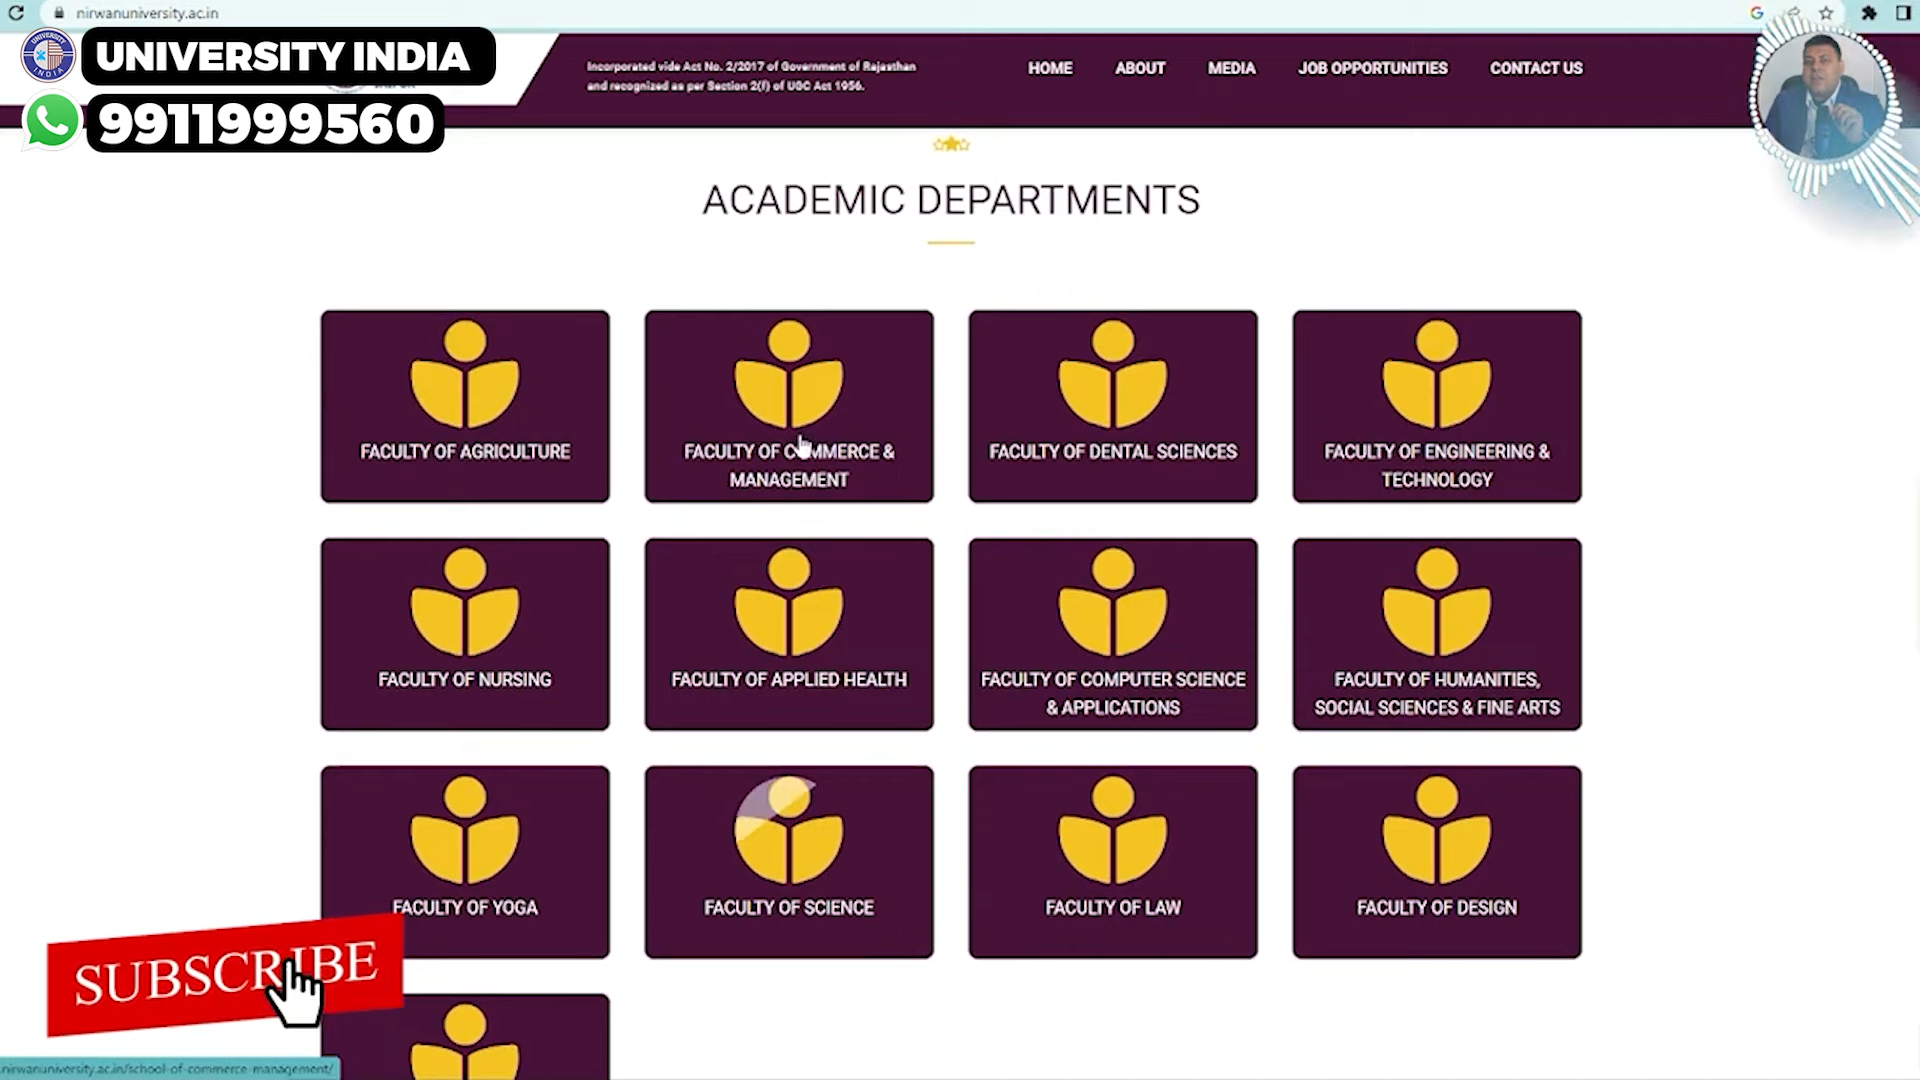 nirwanuniversity.ac.in
UNIVERSITY INDIA
9911999560
UNIVERSITY
INDIA
Incorporated vide Act No. 2/2017 of Government of Rajasthan
and recognized as per Section 2(f) of UGC Act 1956.
HOME ABOUT MEDIA JOB OPPORTUNITIES CONTACT US
ACADEMIC DEPARTMENTS
FACULTY OF AGRICULTURE
FACULTY OF COMMERCE &
MANAGEMENT
FACULTY OF DENTAL SCIENCES
FACULTY OF ENGINEERING &
TECHNOLOGY
FACULTY OF NURSING
FACULTY OF APPLIED HEALTH
FACULTY OF COMPUTER SCIENCE
& APPLICATIONS
FACULTY OF HUMANITIES,
SOCIAL SCIENCES & FINE ARTS
FACULTY OF YOGA
FACULTY OF SCIENCE
FACULTY OF LAW
FACULTY OF DESIGN
SUBSCRIBE
nirwanuniversity.ac.in/school-of-commerce-management/